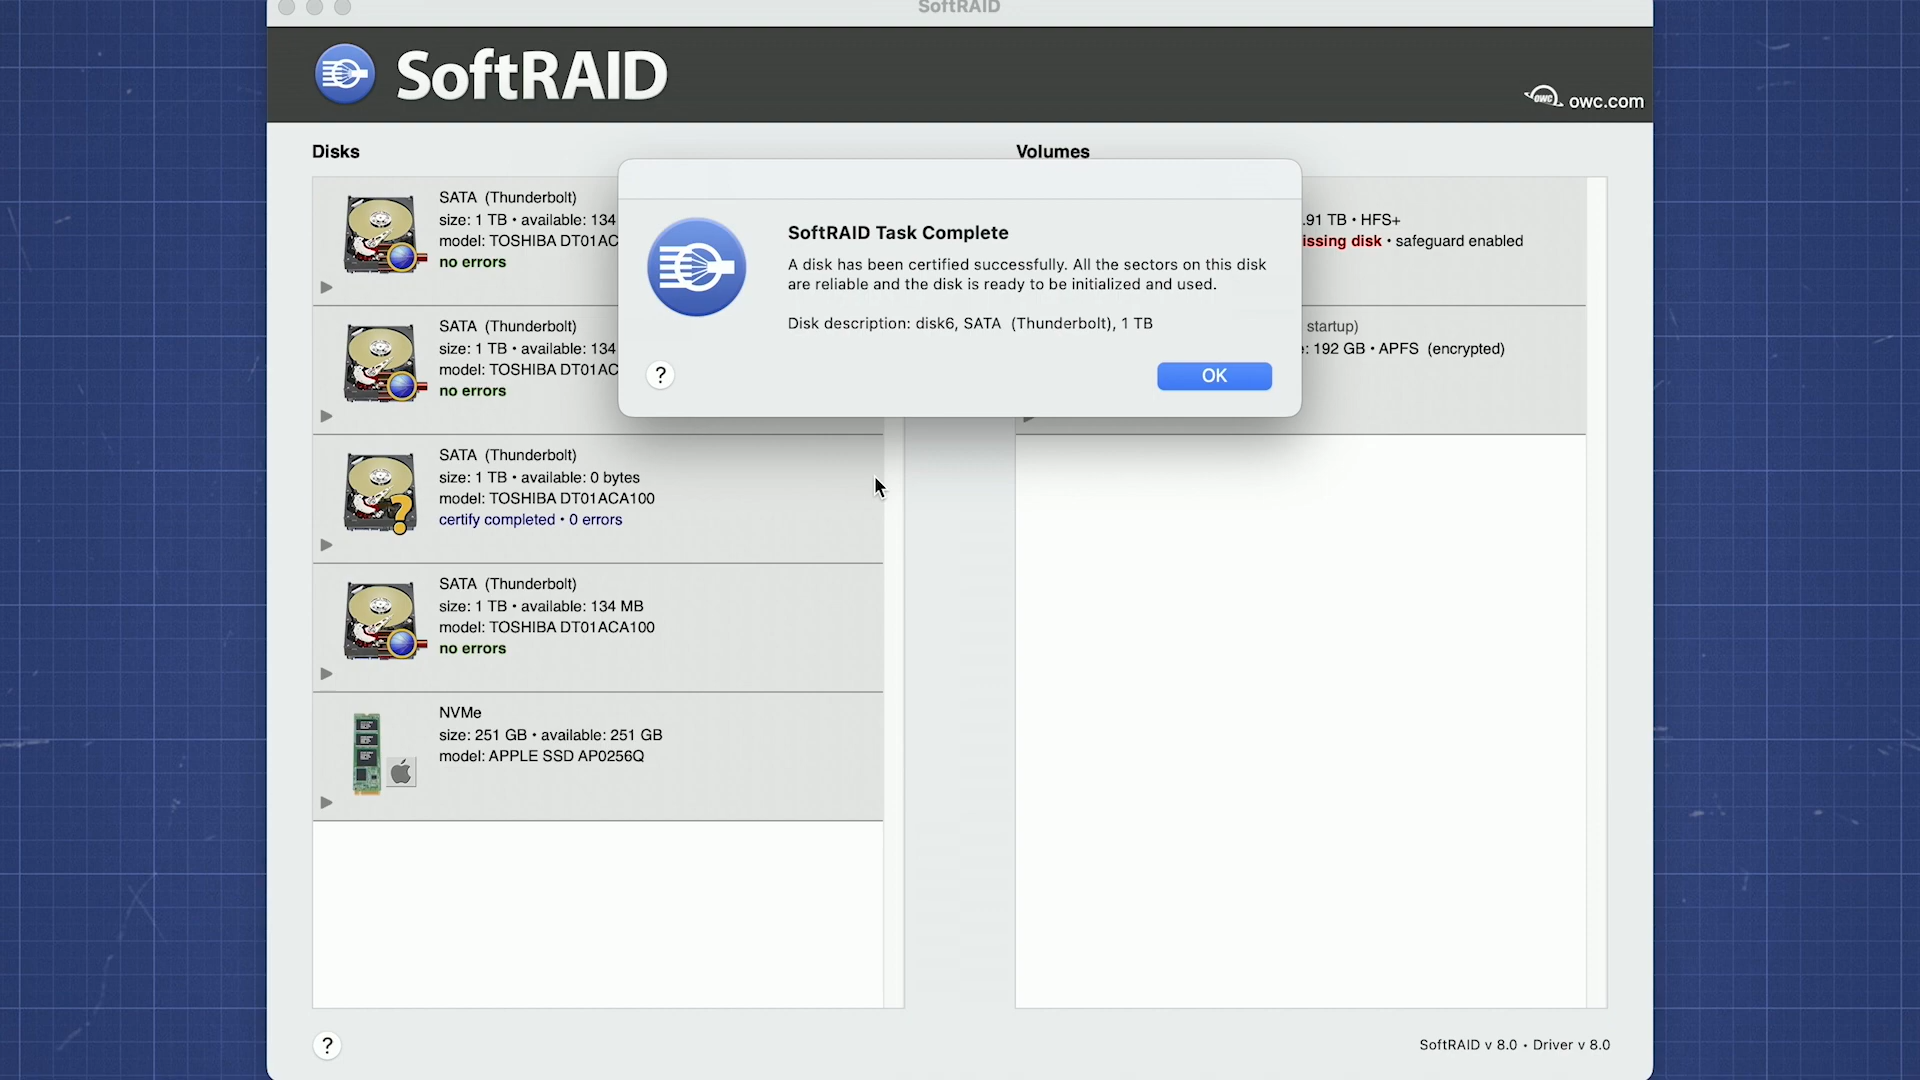 SoftRAID
SoftRAID
OWC owc.com
Disks
Volumes
SATA (Thunderbolt)
size: 1 TB • available: 134
model: TOSHIBA DT01AC
no errors
SATA (Thunderbolt)
size: 1 TB • available: 134
model: TOSHIBA DT01AC
no errors
SATA (Thunderbolt)
size: 1 TB • available: 0 bytes
model: TOSHIBA DT01ACA100
certify completed • 0 errors
SATA (Thunderbolt)
size: 1 TB • available: 134 MB
model: TOSHIBA DT01ACA100
no errors
NVMe
size: 251 GB • available: 251 GB
model: APPLE SSD AP0256Q
SoftRAID Task Complete
A disk has been certified successfully. All the sectors on this disk
are reliable and the disk is ready to be initialized and used.
Disk description: disk6, SATA (Thunderbolt), 1 TB
?
OK
.91 TB • HFS+
issing disk • safeguard enabled
startup)
: 192 GB • APFS (encrypted)
?
SoftRAID v 8.0 • Driver v 8.0